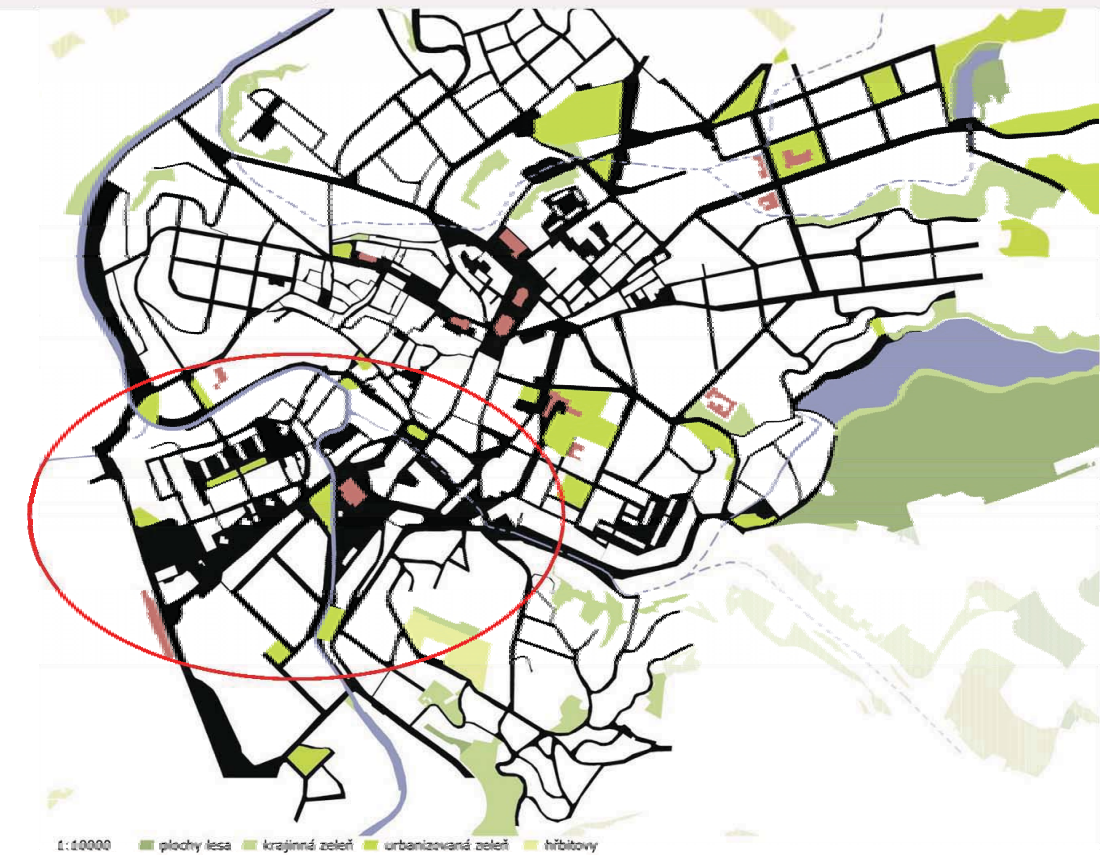 1:10000 plochy lesa krajinná zeleň urbanizovaná zeleň hřbitovy